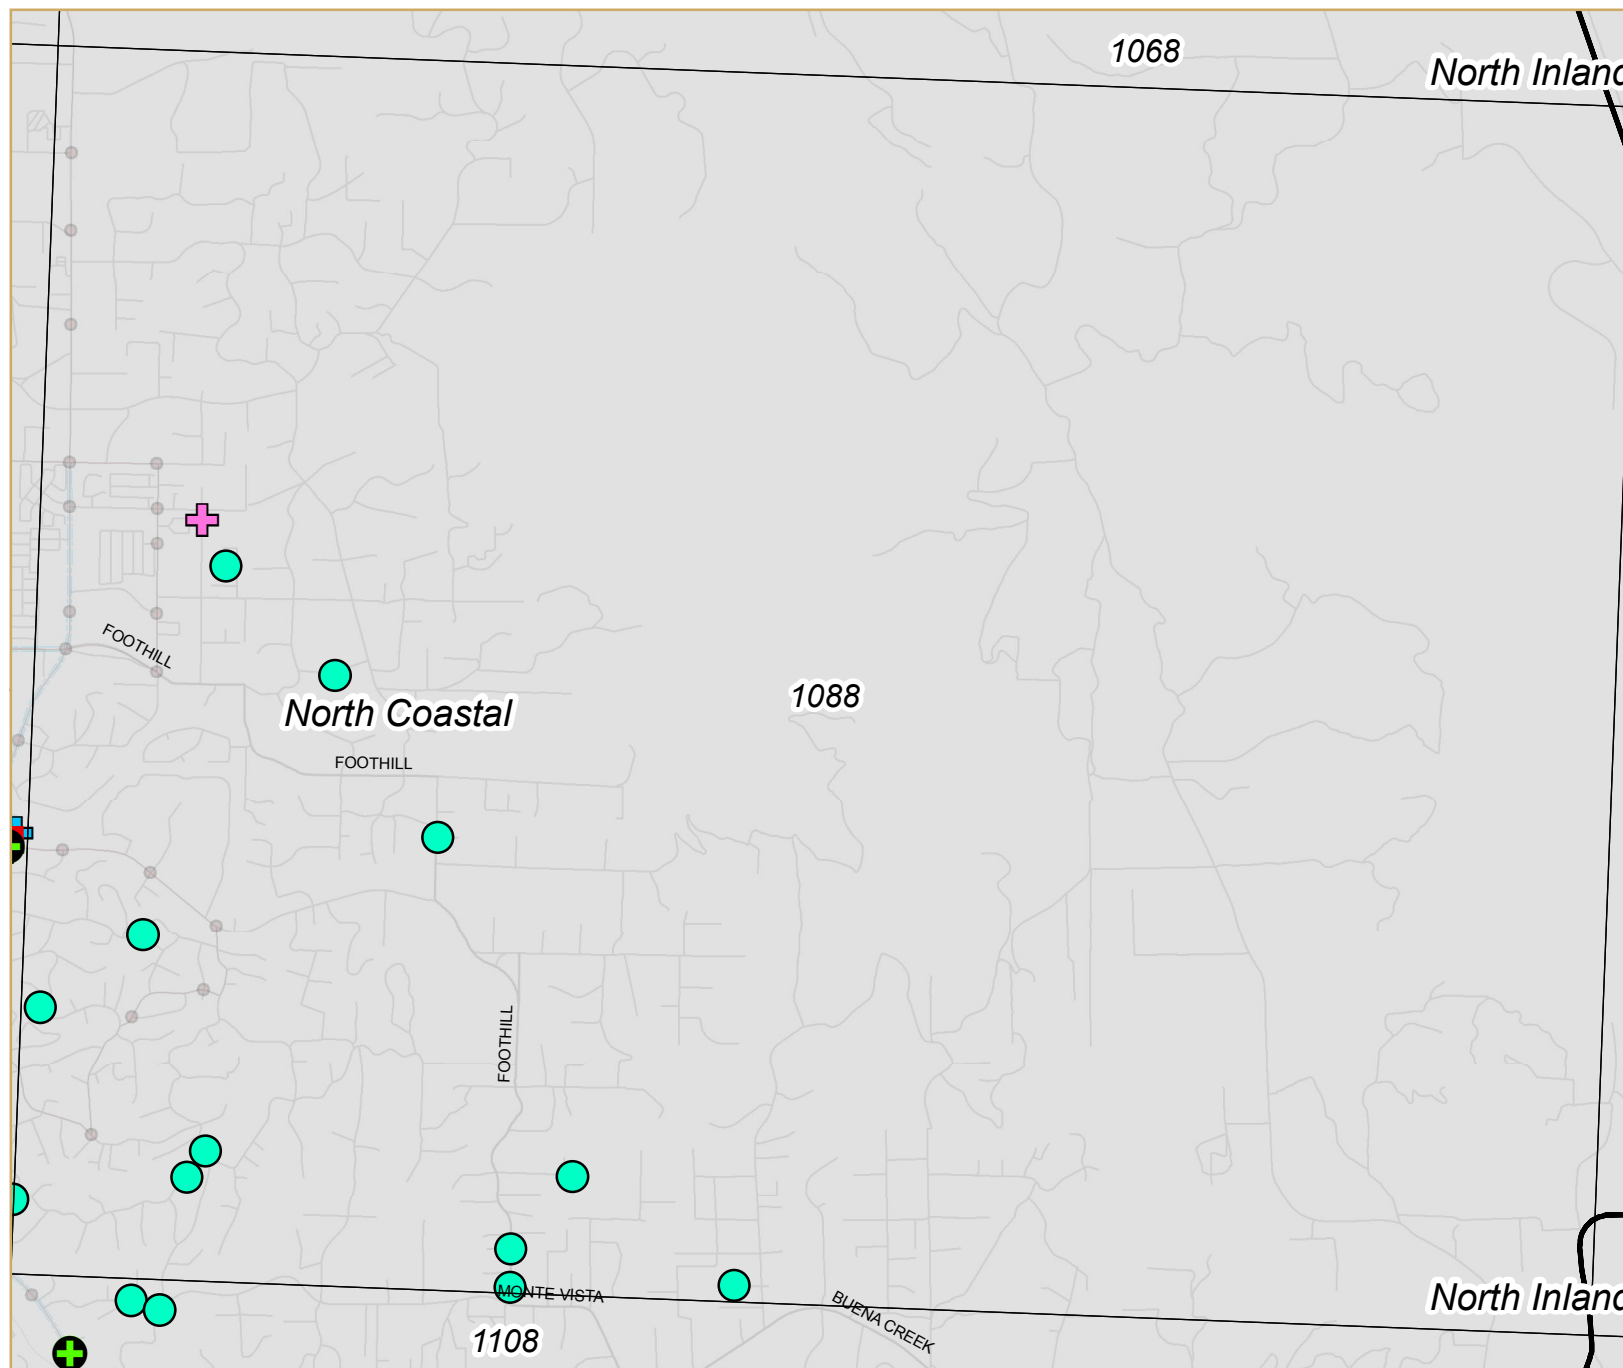 1068
North Inland
FOOTHILL
North Coastal
1088
FOOTHILL
FOOTHILL
MONTE VISTA
BUENA CREEK
North Inland
1108